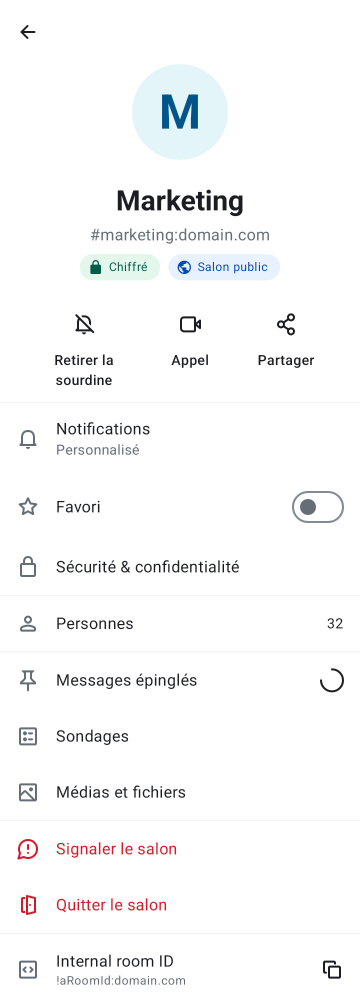 M
Marketing
#marketing:domain.com
Chiffré
Salon public
Retirer la
sourdine
Appel
Partager
Notifications
Personnalisé
Favori
Sécurité & confidentialité
Personnes
32
Messages épinglés
Sondages
Médias et fichiers
Signaler le salon
Quitter le salon
Internal room ID
!aRoomId:domain.com